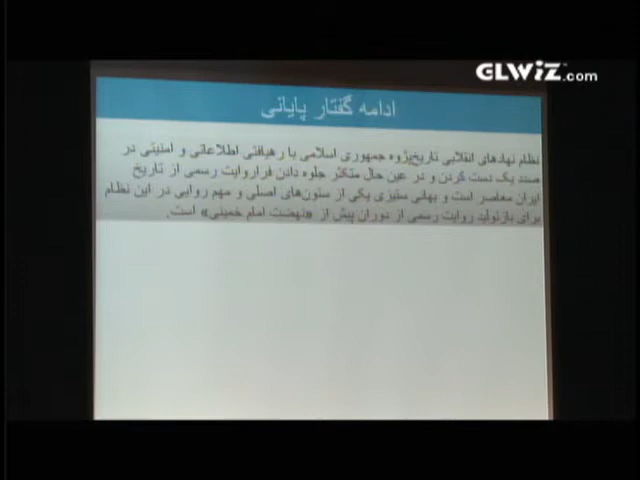 GLWiZ.com
ادامه گفتار پایانی
نظام نهادهای انقلابی تاریخ‌پژوه جمهوری اسلامی با رهیافتی اطلاعاتی و امنیتی در
صدد یک دست کردن و در عین حال متکثر جلوه دادن فراروایت رسمی از تاریخ
ایران معاصر است و بهائی ستیزی یکی از ستون‌های اصلی و مهم روایی در این نظام
برای بازتولید روایت رسمی از دوران پیش از «نهضت امام خمینی» است.